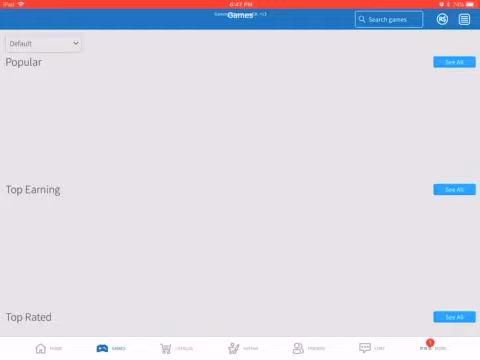 iPad 6:47 PM 74%
Games
Search games
R$
Default
Popular See All
Top Earning See All
Top Rated See All
1
HOME GAMES CATALOG AVATAR FRIENDS CHAT MORE